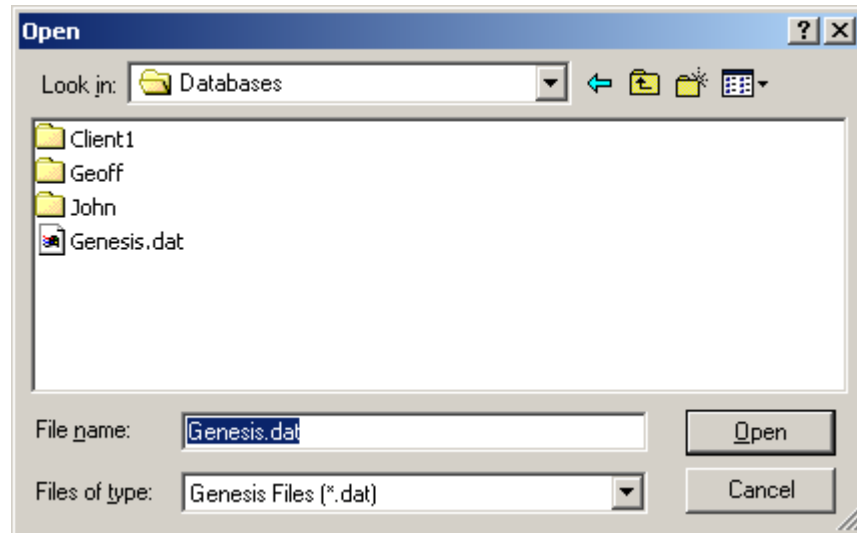 Open
Look in: Databases
Client1
Geoff
John
Genesis.dat
File name: Genesis.dat Open
Files of type: Genesis Files (*.dat) Cancel